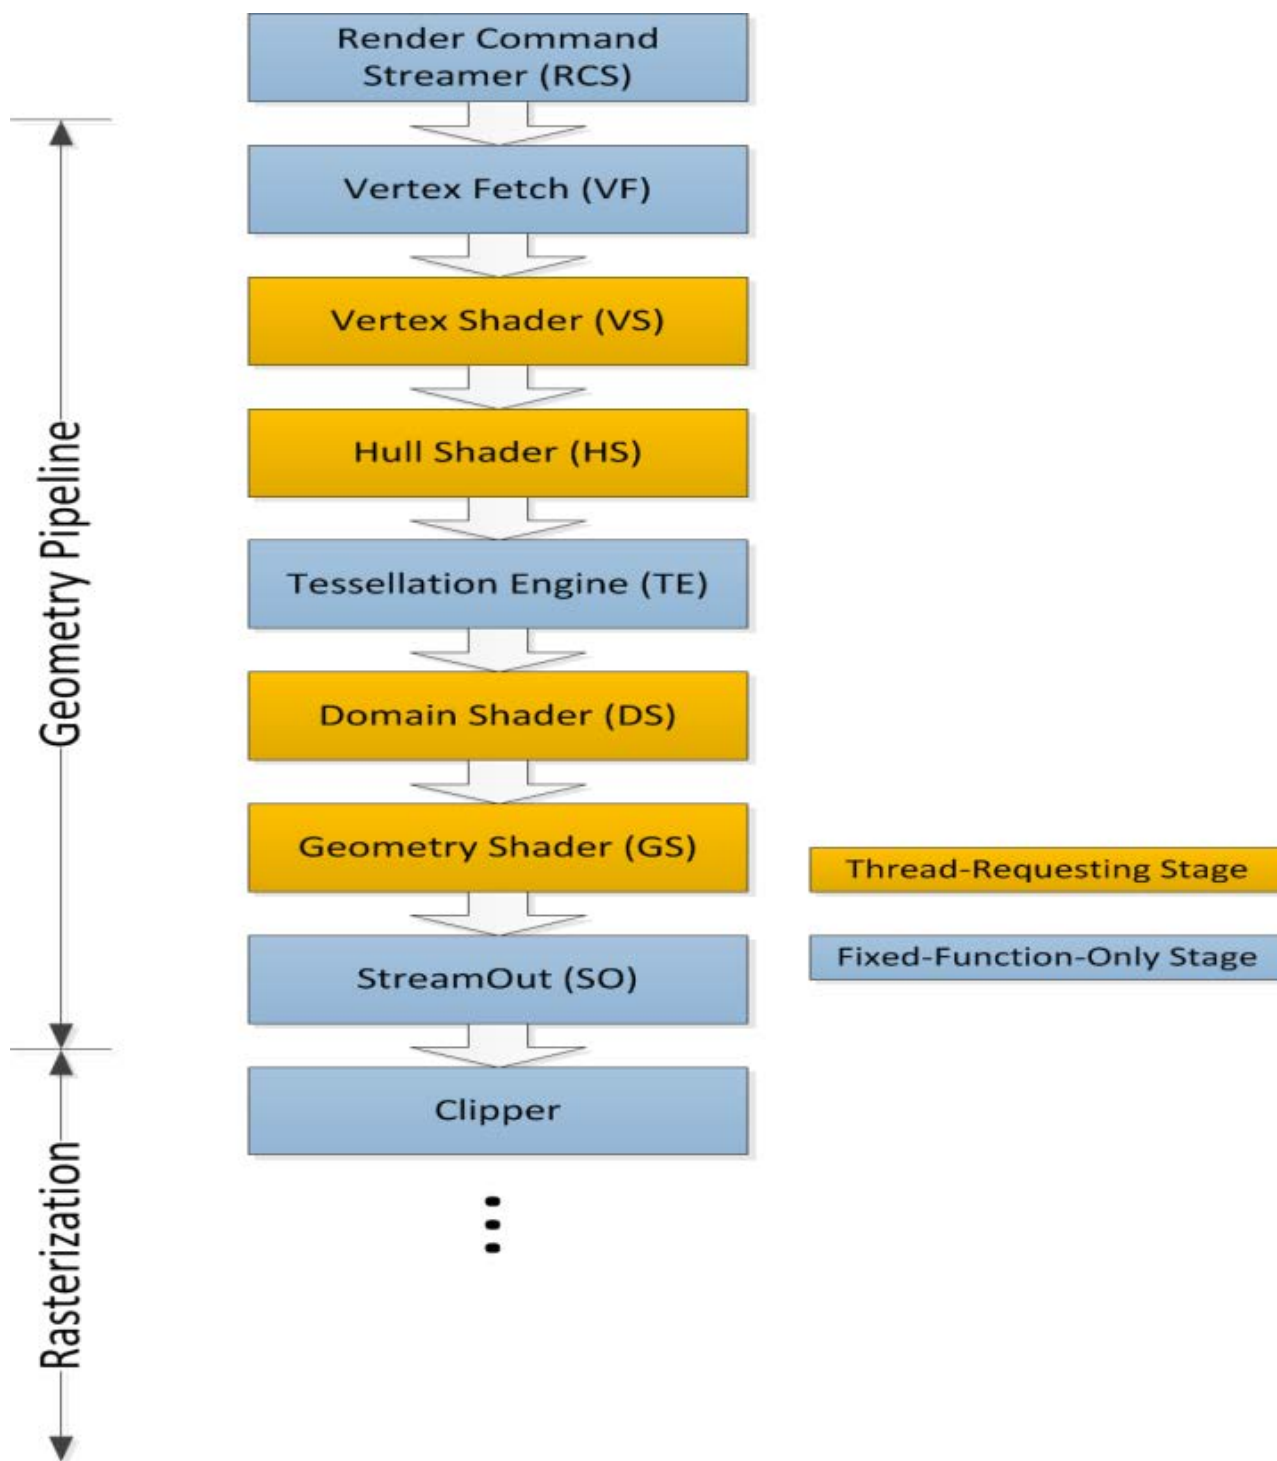 Render Command
Streamer (RCS)
Vertex Fetch (VF)
Vertex Shader (VS)
Hull Shader (HS)
Tessellation Engine (TE)
Domain Shader (DS)
Geometry Shader (GS)
StreamOut (SO)
Clipper
Geometry Pipeline
Rasterization
Thread-Requesting Stage
Fixed-Function-Only Stage